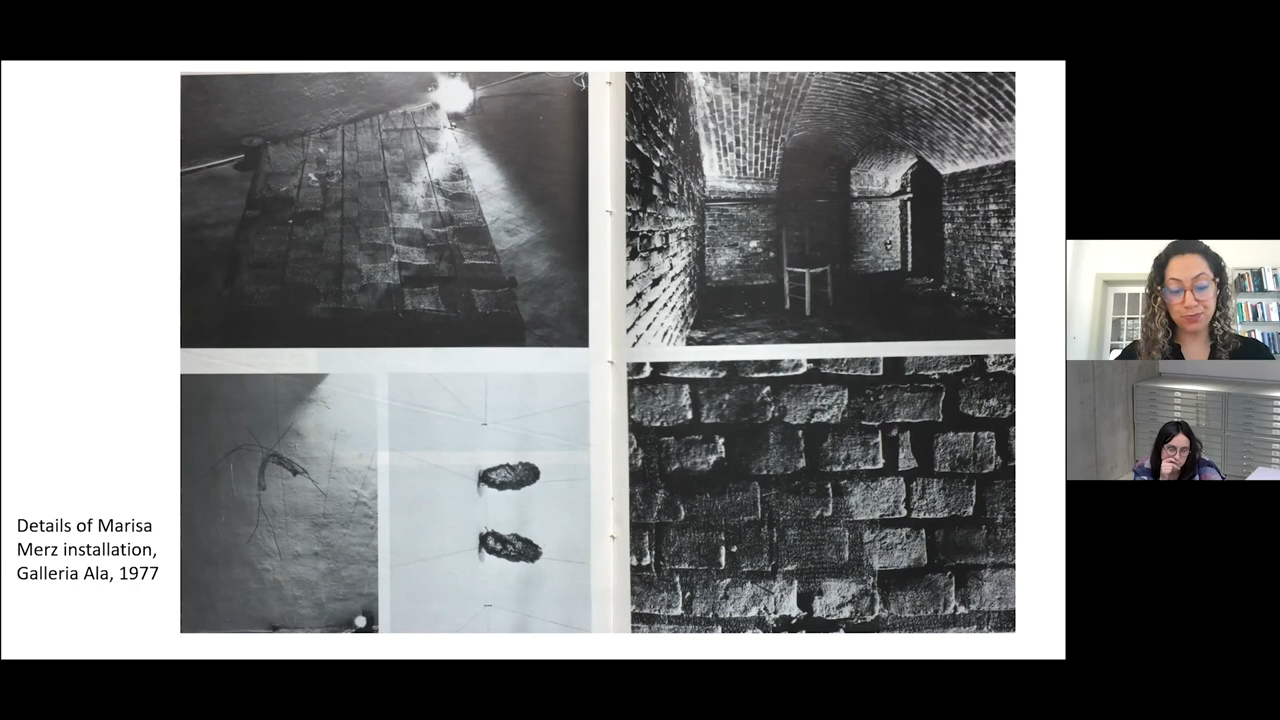 Details of Marisa
Merz installation,
Galleria Ala, 1977